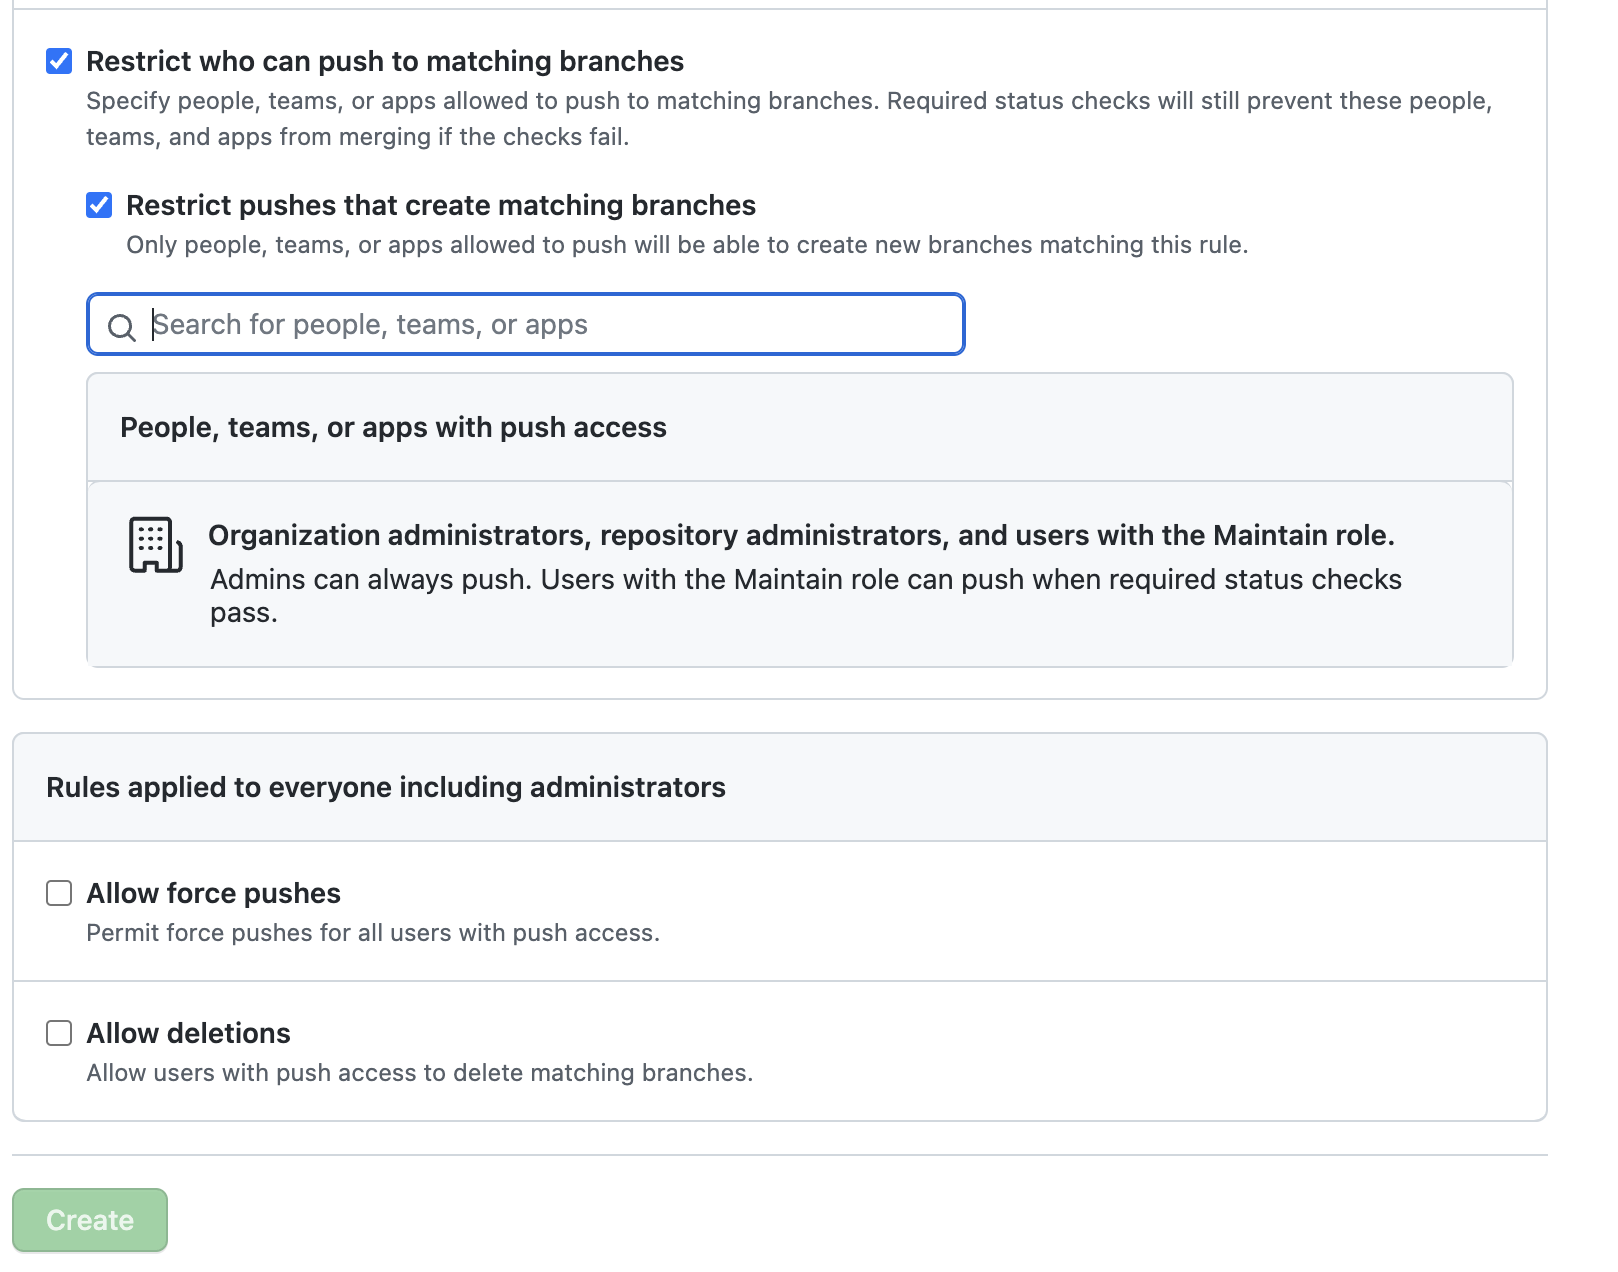 Restrict who can push to matching branches
Specify people, teams, or apps allowed to push to matching branches. Required status checks will still prevent these people,
teams, and apps from merging if the checks fail.
Restrict pushes that create matching branches
Only people, teams, or apps allowed to push will be able to create new branches matching this rule.
Search for people, teams, or apps
People, teams, or apps with push access
Organization administrators, repository administrators, and users with the Maintain role.
Admins can always push. Users with the Maintain role can push when required status checks
pass.
Rules applied to everyone including administrators
Allow force pushes
Permit force pushes for all users with push access.
Allow deletions
Allow users with push access to delete matching branches.
Create